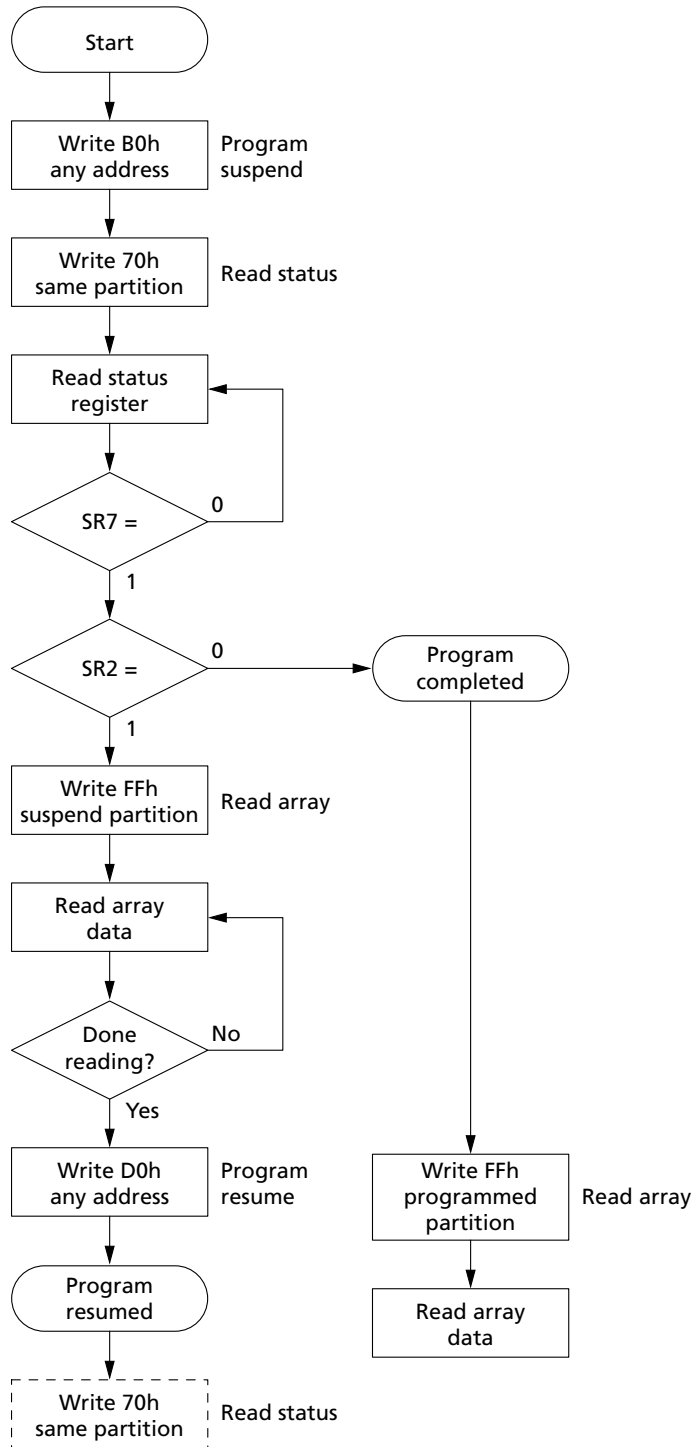 Start
Write B0h
any address
Program
suspend
Write 70h
same partition
Read status
Read status
register
SR7 =
0
1
SR2 =
0
Program
completed
1
Write FFh
suspend partition
Read array
Read array
data
Done
reading?
No
Yes
Write D0h
any address
Program
resume
Write FFh
programmed
partition
Read array
Program
resumed
Read array
data
Write 70h
same partition
Read status